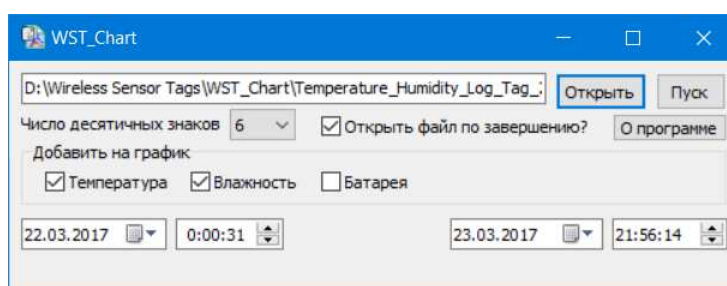 WST_Chart
D:\Wireless Sensor Tags\WST_Chart\Temperature_Humidity_Log_Tag_ Открыть Пуск
Число десятичных знаков 6 Открыть файл по завершению? О программе
Добавить на график
Температура Влажность Батарея
22.03.2017 0:00:31 23.03.2017 21:56:14